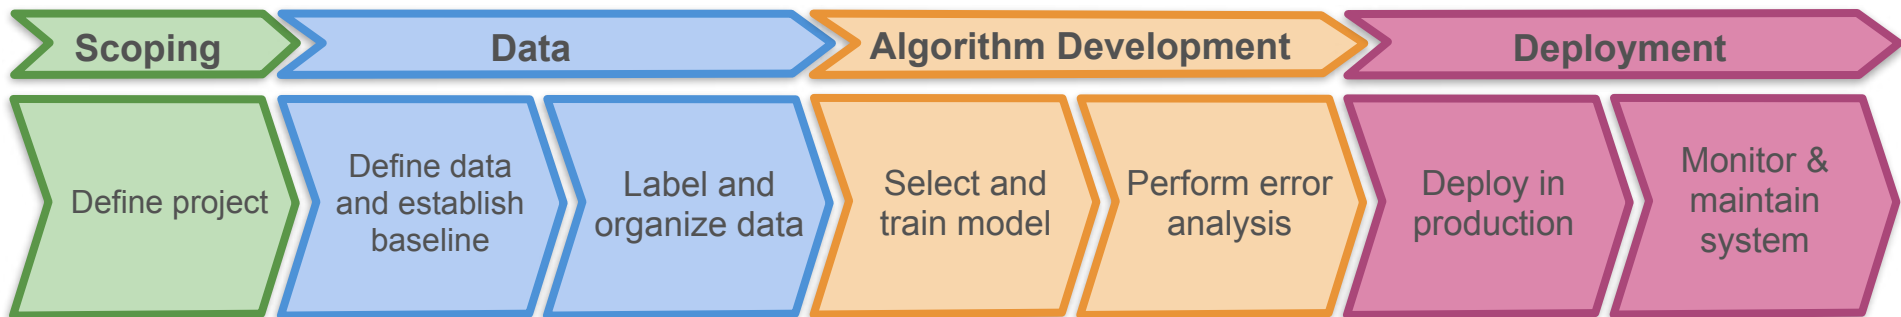 Scoping
Data
Algorithm Development
Deployment
Define project
Define data
and establish
baseline
Label and
organize data
Select and
train model
Perform error
analysis
Deploy in
production
Monitor &
maintain
system